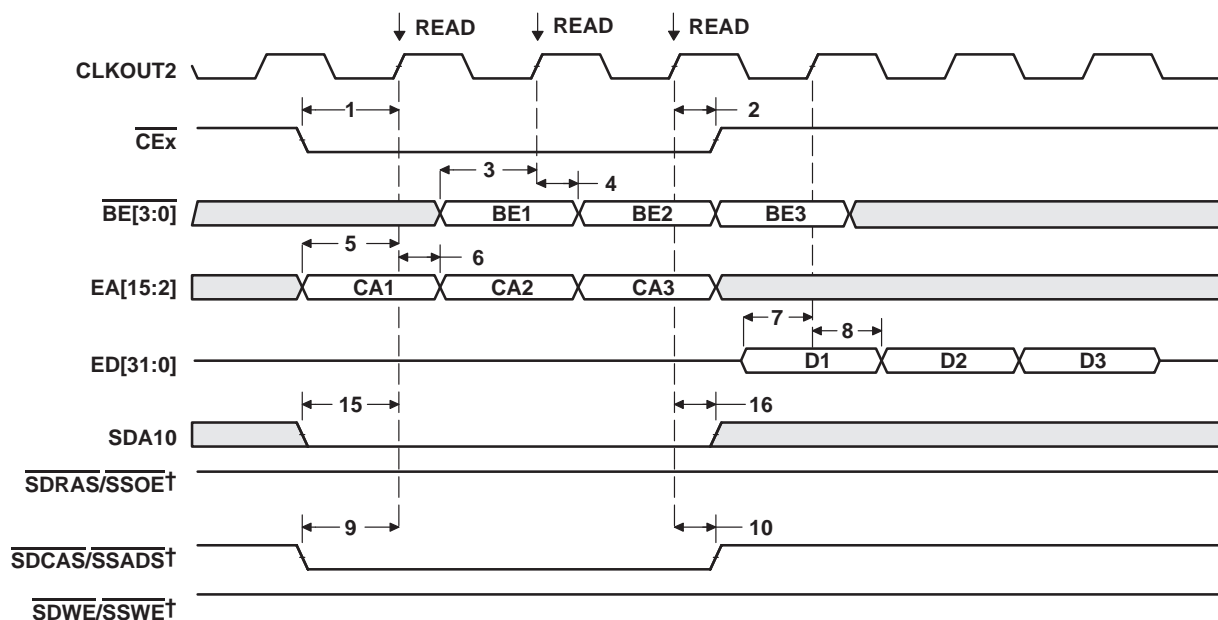 READ READ READ
CLKOUT2
1 2
CEx
3 4
BE[3:0] BE1 BE2 BE3
5 6
EA[15:2] CA1 CA2 CA3
7 8
ED[31:0] D1 D2 D3
15 16
SDA10
SDRAS/SSOE†
9 10
SDCAS/SSADS†
SDWE/SSWE†